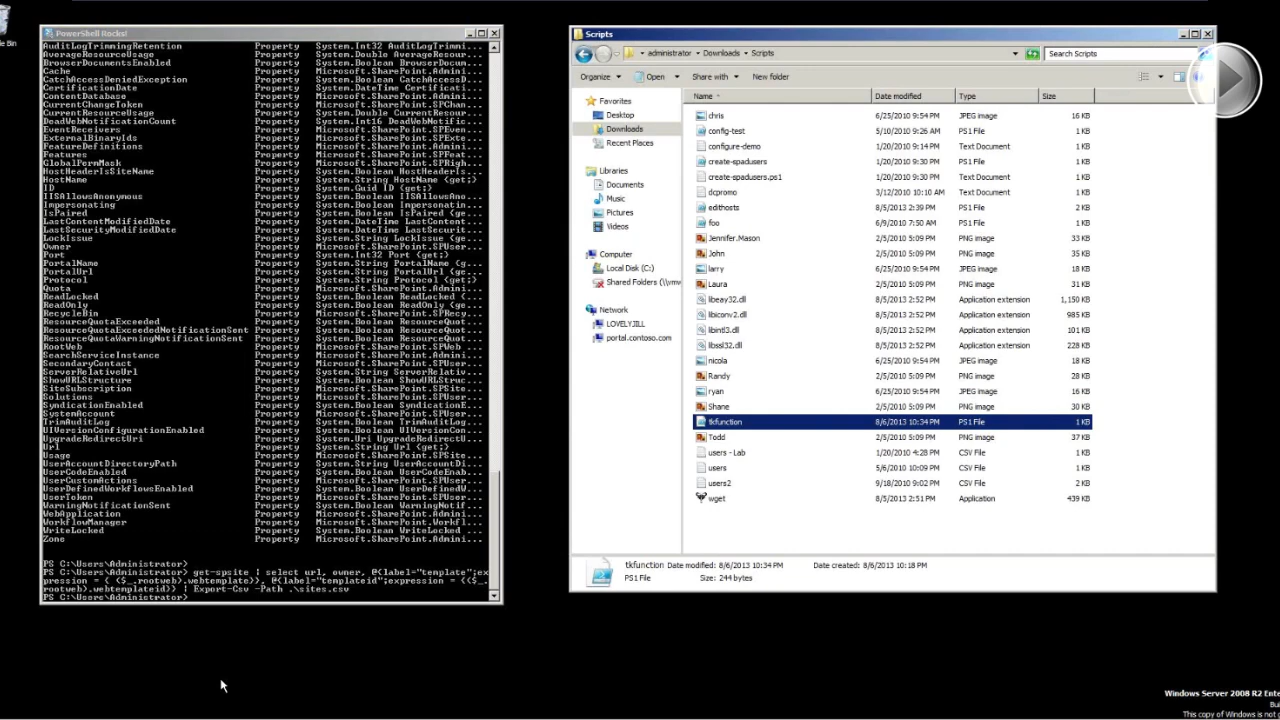 le Bin
PowerShell Rocks!
AuditLogTrimmingRetention Property System.Int32 AuditLogTrimmi...
AverageResourceUsage Property System.Double AverageResour...
BrowserDocumentsEnabled Property System.Boolean BrowserDocum...
Cache Property Microsoft.SharePoint.Admini...
CatchAccessDeniedException Property System.Boolean CatchAccessD...
CertificationDate Property System.DateTime Certificati...
ContentDatabase Property Microsoft.SharePoint.Admini...
CurrentChangeToken Property Microsoft.SharePoint.SPChan...
CurrentResourceUsage Property System.Double CurrentResour...
DeadWebNotificationCount Property System.Int16 DeadWebNotific...
EventReceivers Property Microsoft.SharePoint.SPEven...
ExternalBinaryIds Property Microsoft.SharePoint.SPExte...
FeatureDefinitions Property Microsoft.SharePoint.Admini...
Features Property Microsoft.SharePoint.SPFeat...
GlobalPermMask Property Microsoft.SharePoint.SPRigh...
HostHeaderIsSiteName Property System.Boolean HostHeaderIs...
HostName Property System.String HostName {get;}
ID Property System.Guid ID {get;}
IISAllowsAnonymous Property System.Boolean IISAllowsAno...
Impersonating Property System.Boolean Impersonatin...
IsPaired Property System.Boolean IsPaired {ge...
LastContentModifiedDate Property System.DateTime LastContent...
LastSecurityModifiedDate Property System.DateTime LastSecurit...
LockIssue Property System.String LockIssue {ge...
Owner Property Microsoft.SharePoint.SPUser...
Port Property System.Int32 Port {get;}
PortalName Property System.String PortalName {g...
PortalUrl Property System.String PortalUrl {ge...
Protocol Property System.String Protocol {get;}
Quota Property Microsoft.SharePoint.Admini...
ReadLocked Property System.Boolean ReadLocked {...
ReadOnly Property System.Boolean ReadOnly {ge...
RecycleBin Property Microsoft.SharePoint.SPRecy...
ResourceQuotaExceeded Property System.Boolean ResourceQuot...
ResourceQuotaExceededNotificationSent Property System.Boolean ResourceQuot...
ResourceQuotaWarningNotificationSent Property System.Boolean ResourceQuot...
RootWeb Property Microsoft.SharePoint.SPWeb ...
SearchServiceInstance Property Microsoft.SharePoint.Admini...
SecondaryContact Property Microsoft.SharePoint.SPUser...
ServerRelativeUrl Property System.String ServerRelativ...
ShowURLStructure Property System.Boolean ShowURLStruc...
SiteSubscription Property Microsoft.SharePoint.SPSite...
Solutions Property Microsoft.SharePoint.SPUser...
SyndicationEnabled Property System.Boolean SyndicationE...
SystemAccount Property Microsoft.SharePoint.SPUser...
TrimAuditLog Property System.Boolean TrimAuditLog...
UIVersionConfigurationEnabled Property System.Boolean UIVersionCon...
UpgradeRedirectUri Property System.Uri UpgradeRedirectU...
Url Property System.String Url {get;}
Usage Property Microsoft.SharePoint.SPSite...
UserAccountDirectoryPath Property System.String UserAccountDi...
UserCodeEnabled Property System.Boolean UserCodeEnab...
UserCustomActions Property Microsoft.SharePoint.SPUser...
UserDefinedWorkflowsEnabled Property System.Boolean UserDefinedW...
UserToken Property Microsoft.SharePoint.SPUser...
WarningNotificationSent Property System.Boolean WarningNotif...
WebApplication Property Microsoft.SharePoint.Admini...
WorkflowManager Property Microsoft.SharePoint.Workfl...
WriteLocked Property System.Boolean WriteLocked ...
Zone Property Microsoft.SharePoint.Admini...
PS C:\Users\Administrator>
PS C:\Users\Administrator> get-spsite | select url, owner, @{label="template";ex
pression = { ($_.rootweb).webtemplate}}, @{label="templateid";expression = {($_.
rootweb).webtemplateid}} | Export-Csv -Path .\sites.csv
PS C:\Users\Administrator>
Scripts
administrator Downloads Scripts
Search Scripts
Organize Open Share with New folder
Favorites
Desktop
Downloads
Recent Places
Libraries
Documents
Music
Pictures
Videos
Computer
Local Disk (C:)
Shared Folders (\\vmw
Network
LOVELYJILL
portal.contoso.com
Name Date modified Type Size
chris 6/25/2010 9:54 PM JPEG image 16 KB
config-test 5/10/2010 9:26 AM PS1 File 1 KB
configure-demo 1/20/2010 9:14 PM Text Document 1 KB
create-spadusers 1/20/2010 9:30 PM PS1 File 1 KB
create-spadusers.ps1 1/20/2010 9:30 PM Text Document 1 KB
dcpromo 3/12/2010 10:10 AM Text Document 1 KB
edithosts 8/5/2013 2:39 PM PS1 File 2 KB
foo 6/9/2010 7:50 AM PS1 File 1 KB
Jennifer.Mason 2/5/2010 5:09 PM PNG image 33 KB
John 2/5/2010 5:09 PM PNG image 34 KB
larry 6/25/2010 9:54 PM JPEG image 18 KB
Laura 2/5/2010 5:09 PM PNG image 31 KB
libeay32.dll 8/5/2013 2:52 PM Application extension 1,150 KB
libiconv2.dll 8/5/2013 2:52 PM Application extension 985 KB
libintl3.dll 8/5/2013 2:52 PM Application extension 101 KB
libssl32.dll 8/5/2013 2:52 PM Application extension 228 KB
nicola 6/25/2010 9:54 PM JPEG image 18 KB
Randy 2/5/2010 5:09 PM PNG image 28 KB
ryan 6/25/2010 9:54 PM JPEG image 16 KB
Shane 2/5/2010 5:09 PM PNG image 30 KB
tkfunction 8/6/2013 10:34 PM PS1 File 1 KB
Todd 2/5/2010 5:09 PM PNG image 37 KB
users - Lab 1/20/2010 4:28 PM CSV File 1 KB
users 5/6/2010 10:09 PM CSV File 1 KB
users2 9/18/2010 9:02 PM CSV File 2 KB
wget 8/5/2013 2:51 PM Application 439 KB
tkfunction Date modified: 8/6/2013 10:34 PM Date created: 8/6/2013 10:18 PM
PS1 File Size: 244 bytes
Windows Server 2008 R2 Ente
Bui
This copy of Windows is not g